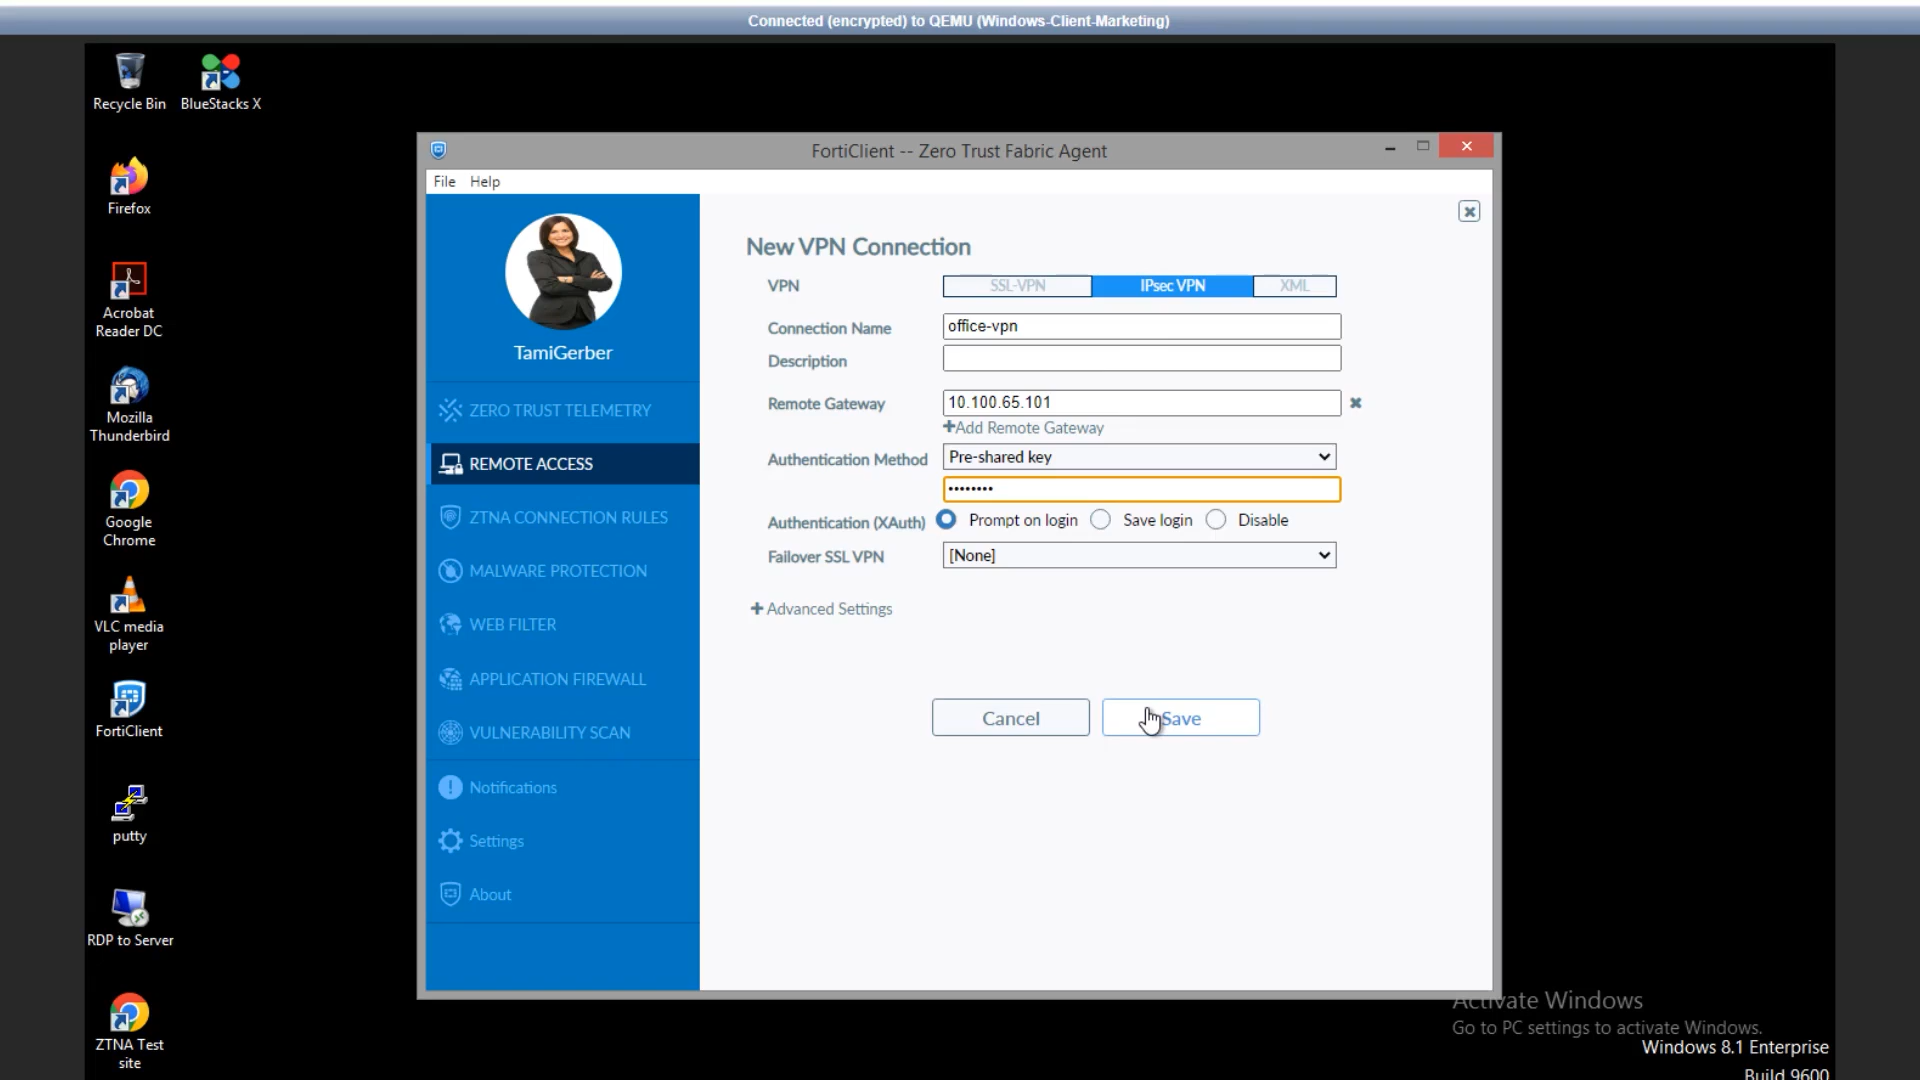 Connected (encrypted) to QEMU (Windows-Client-Marketing)
Recycle Bin
BlueStacks X
Firefox
Acrobat
Reader DC
Mozilla
Thunderbird
Google
Chrome
VLC media
player
FortiClient
putty
RDP to Server
ZTNA Test
site
FortiClient -- Zero Trust Fabric Agent
File Help
TamiGerber
ZERO TRUST TELEMETRY
REMOTE ACCESS
ZTNA CONNECTION RULES
MALWARE PROTECTION
WEB FILTER
APPLICATION FIREWALL
VULNERABILITY SCAN
Notifications
Settings
About
New VPN Connection
VPN SSL-VPN IPsec VPN XML
Connection Name office-vpn
Description
Remote Gateway 10.100.65.101
+Add Remote Gateway
Authentication Method Pre-shared key
••••••••
Authentication (XAuth) Prompt on login Save login Disable
Failover SSL VPN [None]
+ Advanced Settings
Cancel Save
Activate Windows
Go to PC settings to activate Windows.
Windows 8.1 Enterprise
Build 9600